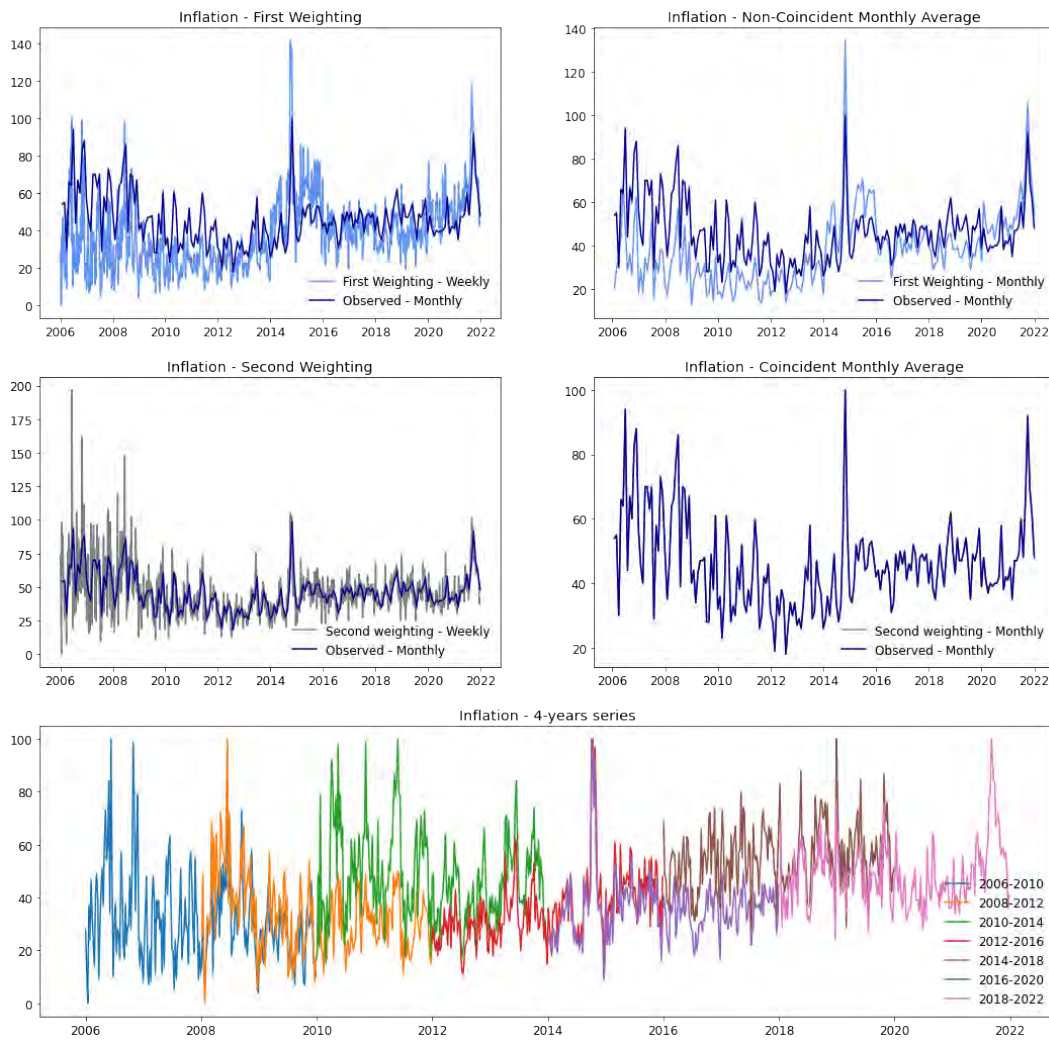 Inflation - First Weighting
140
120
100
80
60
40
20
0
First Weighting - Weekly
Observed - Monthly
2006 2008 2010 2012 2014 2016 2018 2020 2022
Inflation - Non-Coincident Monthly Average
140
120
100
80
60
40
20
First Weighting - Monthly
Observed - Monthly
2006 2008 2010 2012 2014 2016 2018 2020 2022
Inflation - Second Weighting
200
175
150
125
100
75
50
25
0
Second weighting - Weekly
Observed - Monthly
2006 2008 2010 2012 2014 2016 2018 2020 2022
Inflation - Coincident Monthly Average
100
80
60
40
20
Second weighting - Monthly
Observed - Monthly
2006 2008 2010 2012 2014 2016 2018 2020 2022
Inflation - 4-years series
100
80
60
40
20
0
2006-2010
2008-2012
2010-2014
2012-2016
2014-2018
2016-2020
2018-2022
2006 2008 2010 2012 2014 2016 2018 2020 2022